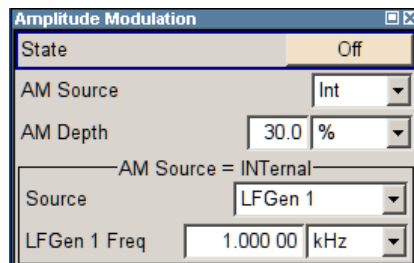 Amplitude Modulation
State Off
AM Source Int
AM Depth 30.0 %
AM Source = INTernal
Source LFGen 1
LFGen 1 Freq 1.000 00 kHz